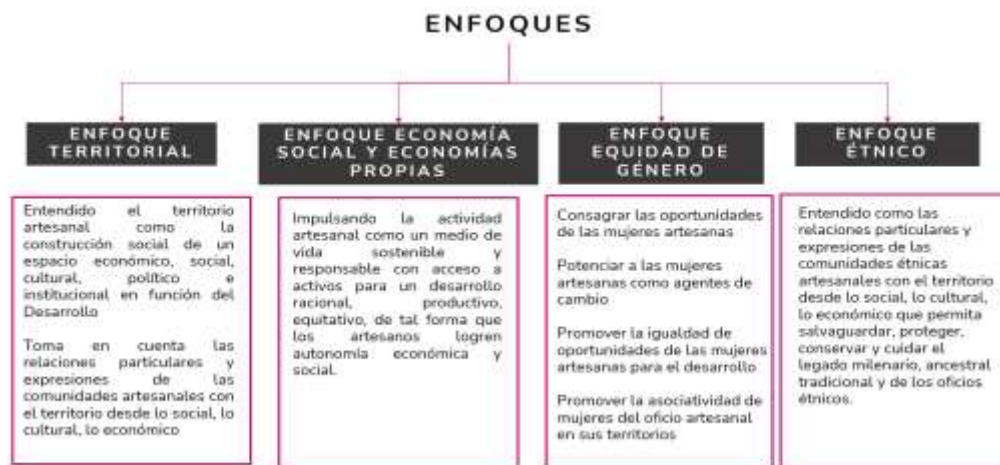 ENFOQUES
ENFOQUE
TERRITORIAL
Entendido el territorio
artesanal como la
construcción social de un
espacio económico, social,
cultural, político e
institucional en función del
Desarrollo
Toma en cuenta las
relaciones particulares y
expresiones de las
comunidades artesanales con
el territorio desde lo social, lo
cultural, lo económico
ENFOQUE ECONOMÍA
SOCIAL Y ECONOMÍAS
PROPIAS
Impulsando la actividad
artesanal como un medio de
vida sostenible y
responsable con acceso a
activos para un desarrollo
racional, productivo,
equitativo, de tal forma que
los artesanos logren
autonomía económica y
social.
ENFOQUE
EQUIDAD DE
GÉNERO
Consagrar las oportunidades
de las mujeres artesanas
Potenciar a las mujeres
artesanas como agentes de
cambio
Promover la igualdad de
oportunidades de las mujeres
artesanas para el desarrollo
Promover la asociatividad de
mujeres del oficio artesanal
en sus territorios
ENFOQUE
ÉTNICO
Entendido como las
relaciones particulares y
expresiones de las
comunidades étnicas
artesanales con el territorio
desde lo social, lo cultural,
lo económico que permita
salvaguardar, proteger,
conservar y cuidar el
legado milenario, ancestral
tradicional y de los oficios
étnicos.